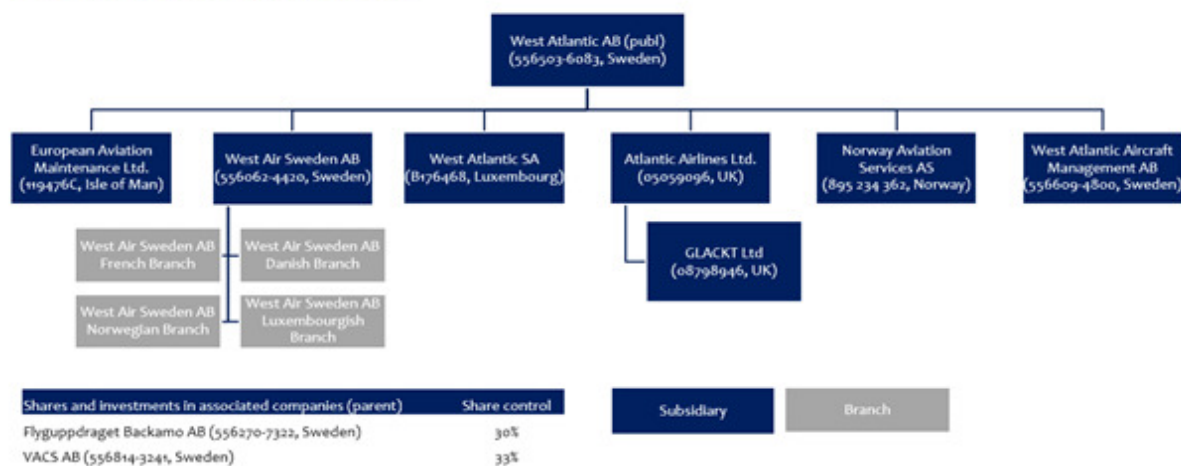 West Atlantic AB (publ)
(556503-6083, Sweden)
European Aviation
Maintenance Ltd.
(119476C, Isle of Man)
West Air Sweden AB
(556062-4420, Sweden)
West Atlantic SA
(B176468, Luxembourg)
Atlantic Airlines Ltd.
(05059096, UK)
Norway Aviation
Services AS
(895 234 362, Norway)
West Atlantic Aircraft
Management AB
(556609-4800, Sweden)
West Air Sweden AB
French Branch
West Air Sweden AB
Danish Branch
GLACKT Ltd
(08798946, UK)
West Air Sweden AB
Norwegian Branch
West Air Sweden AB
Luxembourgish
Branch
Shares and investments in associated companies (parent) Share control
Flyguppdraget Backamo AB (556270-7322, Sweden) 30%
VACS AB (556814-3241, Sweden) 33%
Subsidiary
Branch